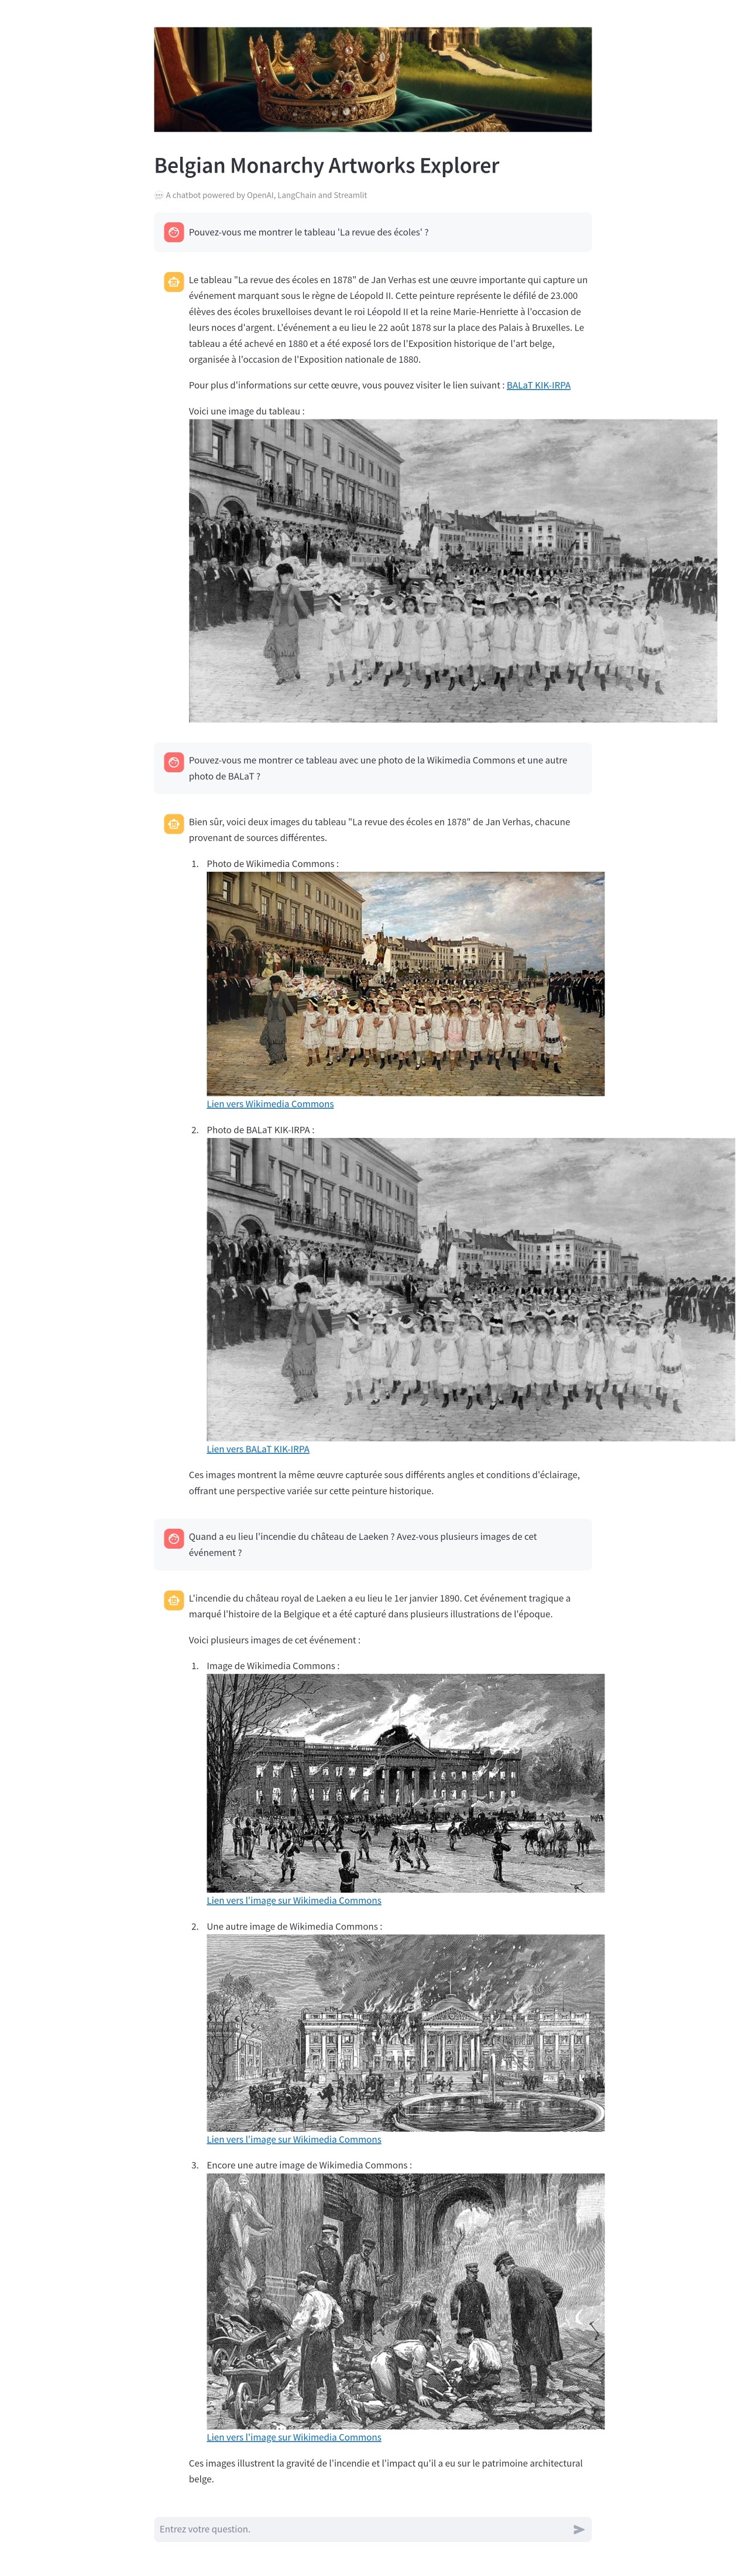 Belgian Monarchy Artworks Explorer
A chatbot powered by OpenAI, LangChain and Streamlit
Pouvez-vous me montrer le tableau 'La revue des écoles' ?
Le tableau "La revue des écoles en 1878" de Jan Verhas est une œuvre importante qui capture un
événement marquant sous le règne de Léopold II. Cette peinture représente le défilé de 23.000
élèves des écoles bruxelloises devant le roi Léopold II et la reine Marie-Henriette à l'occasion de
leurs noces d'argent. L'événement a eu lieu le 22 août 1878 sur la place des Palais à Bruxelles. Le
tableau a été achevé en 1880 et a été exposé lors de l'Exposition historique de l'art belge,
organisée à l'occasion de l'Exposition nationale de 1880.
Pour plus d'informations sur cette œuvre, vous pouvez visiter le lien suivant : BALaT KIK-IRPA
Voici une image du tableau :
Pouvez-vous me montrer ce tableau avec une photo de la Wikimedia Commons et une autre
photo de BALaT ?
Bien sûr, voici deux images du tableau "La revue des écoles en 1878" de Jan Verhas, chacune
provenant de sources différentes.
1. Photo de Wikimedia Commons :
Lien vers Wikimedia Commons
2. Photo de BALaT KIK-IRPA :
Lien vers BALaT KIK-IRPA
Ces images montrent la même œuvre capturée sous différents angles et conditions d'éclairage,
offrant une perspective variée sur cette peinture historique.
Quand a eu lieu l'incendie du château de Laeken ? Avez-vous plusieurs images de cet
événement ?
L'incendie du château royal de Laeken a eu lieu le 1er janvier 1890. Cet événement tragique a
marqué l'histoire de la Belgique et a été capturé dans plusieurs illustrations de l'époque.
Voici plusieurs images de cet événement :
1. Image de Wikimedia Commons :
Lien vers l'image sur Wikimedia Commons
2. Une autre image de Wikimedia Commons :
Lien vers l'image sur Wikimedia Commons
3. Encore une autre image de Wikimedia Commons :
Lien vers l'image sur Wikimedia Commons
Ces images illustrent la gravité de l'incendie et l'impact qu'il a eu sur le patrimoine architectural
belge.
Entrez votre question.